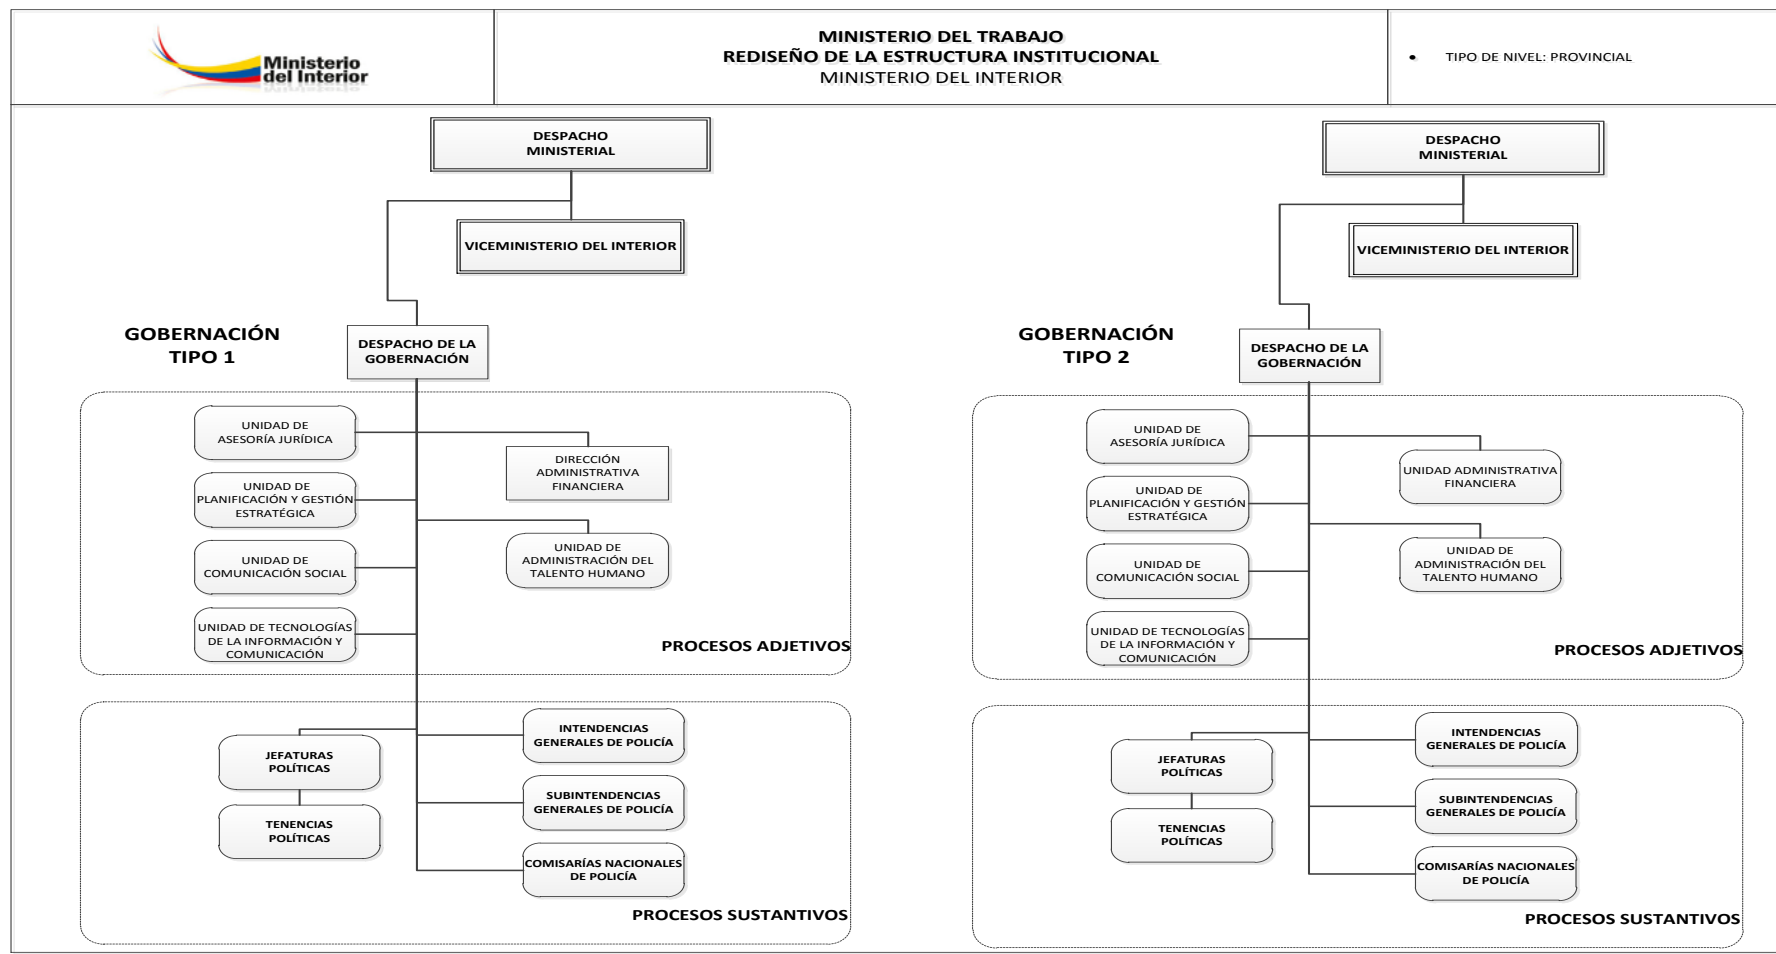 Ministerio
del Interior
MINISTERIO DEL TRABAJO
REDISEÑO DE LA ESTRUCTURA INSTITUCIONAL
MINISTERIO DEL INTERIOR
• TIPO DE NIVEL: PROVINCIAL
DESPACHO
MINISTERIAL
VICEMINISTERIO DEL INTERIOR
GOBERNACIÓN
TIPO 1
DESPACHO DE LA
GOBERNACIÓN
UNIDAD DE
ASESORÍA JURÍDICA
DIRECCIÓN
ADMINISTRATIVA
FINANCIERA
UNIDAD DE
PLANIFICACIÓN Y GESTIÓN
ESTRATÉGICA
UNIDAD DE
ADMINISTRACIÓN DEL
TALENTO HUMANO
UNIDAD DE
COMUNICACIÓN SOCIAL
UNIDAD DE TECNOLOGÍAS
DE LA INFORMACIÓN Y
COMUNICACIÓN
PROCESOS ADJETIVOS
INTENDENCIAS
GENERALES DE POLICÍA
JEFATURAS
POLÍTICAS
SUBINTENDENCIAS
GENERALES DE POLICÍA
TENENCIAS
POLÍTICAS
COMISARÍAS NACIONALES
DE POLICÍA
PROCESOS SUSTANTIVOS
DESPACHO
MINISTERIAL
VICEMINISTERIO DEL INTERIOR
GOBERNACIÓN
TIPO 2
DESPACHO DE LA
GOBERNACIÓN
UNIDAD DE
ASESORÍA JURÍDICA
UNIDAD ADMINISTRATIVA
FINANCIERA
UNIDAD DE
PLANIFICACIÓN Y GESTIÓN
ESTRATÉGICA
UNIDAD DE
ADMINISTRACIÓN DEL
TALENTO HUMANO
UNIDAD DE
COMUNICACIÓN SOCIAL
UNIDAD DE TECNOLOGÍAS
DE LA INFORMACIÓN Y
COMUNICACIÓN
PROCESOS ADJETIVOS
INTENDENCIAS
GENERALES DE POLICÍA
JEFATURAS
POLÍTICAS
SUBINTENDENCIAS
GENERALES DE POLICÍA
TENENCIAS
POLÍTICAS
COMISARÍAS NACIONALES
DE POLICÍA
PROCESOS SUSTANTIVOS